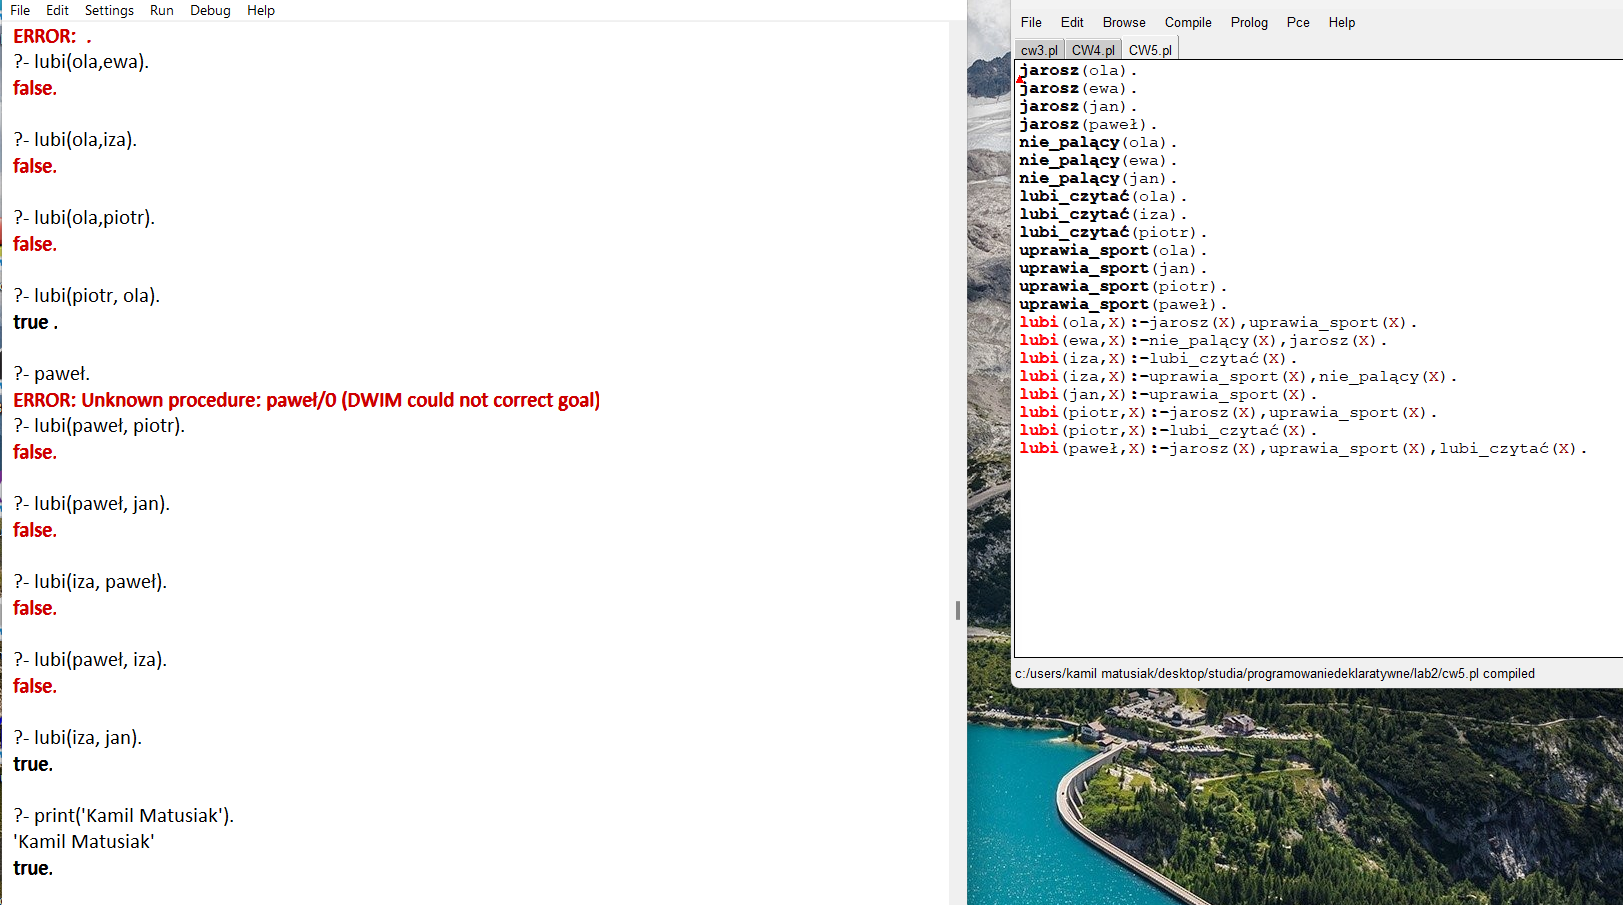 File Edit Settings Run Debug Help
ERROR:  .
?- lubi(ola,ewa).
false.
?- lubi(ola,iza).
false.
?- lubi(ola,piotr).
false.
?- lubi(piotr, ola).
true .
?- paweł.
ERROR: Unknown procedure: paweł/0 (DWIM could not correct goal)
?- lubi(paweł, piotr).
false.
?- lubi(paweł, jan).
false.
?- lubi(iza, paweł).
false.
?- lubi(paweł, iza).
false.
?- lubi(iza, jan).
true.
?- print('Kamil Matusiak').
'Kamil Matusiak'
true.
File Edit Browse Compile Prolog Pce Help
cw3.pl CW4.pl CW5.pl
jarosz(ola).
jarosz(ewa).
jarosz(jan).
jarosz(paweł).
nie_palący(ola).
nie_palący(ewa).
nie_palący(jan).
lubi_czytać(ola).
lubi_czytać(iza).
lubi_czytać(piotr).
uprawia_sport(ola).
uprawia_sport(jan).
uprawia_sport(piotr).
uprawia_sport(paweł).
lubi(ola,X):-jarosz(X),uprawia_sport(X).
lubi(ewa,X):-nie_palący(X),jarosz(X).
lubi(iza,X):-lubi_czytać(X).
lubi(iza,X):-uprawia_sport(X),nie_palący(X).
lubi(jan,X):-uprawia_sport(X).
lubi(piotr,X):-jarosz(X),uprawia_sport(X).
lubi(piotr,X):-lubi_czytać(X).
lubi(paweł,X):-jarosz(X),uprawia_sport(X),lubi_czytać(X).
c:/users/kamil matusiak/desktop/studia/programowaniedeklaratywne/lab2/cw5.pl compiled